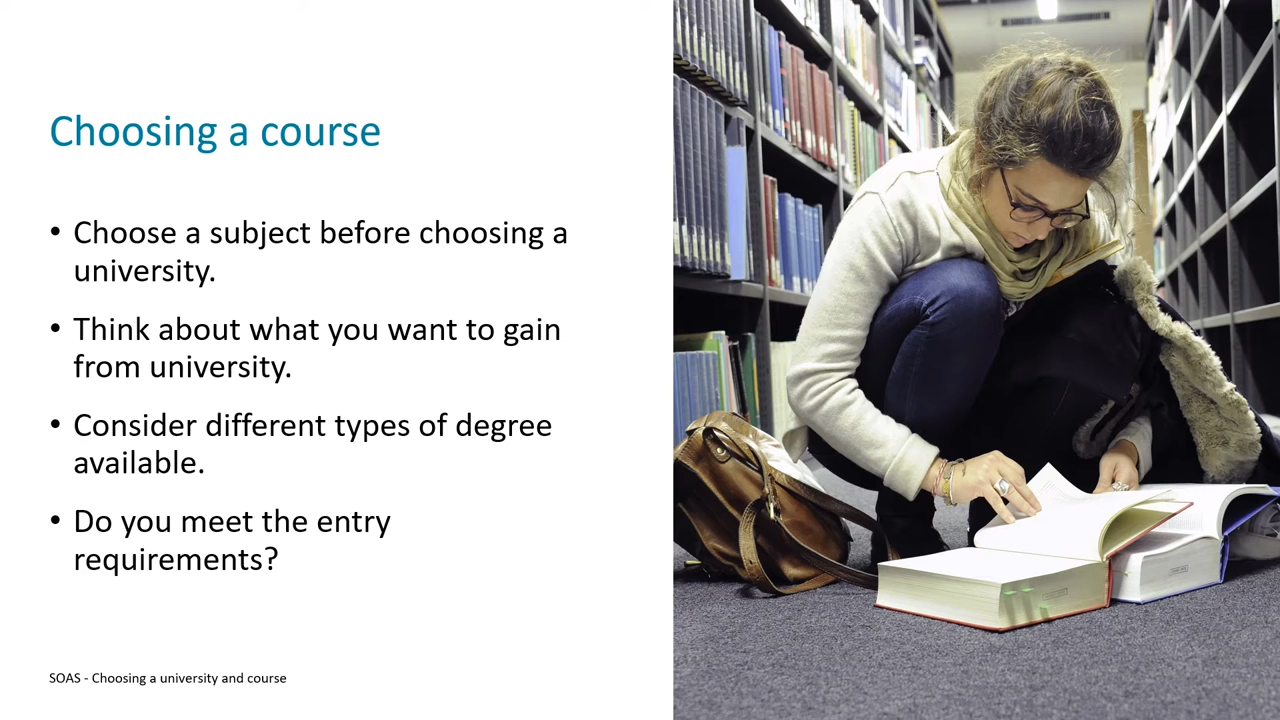 Choosing a course
• Choose a subject before choosing a
university.
• Think about what you want to gain
from university.
• Consider different types of degree
available.
• Do you meet the entry
requirements?
SOAS - Choosing a university and course